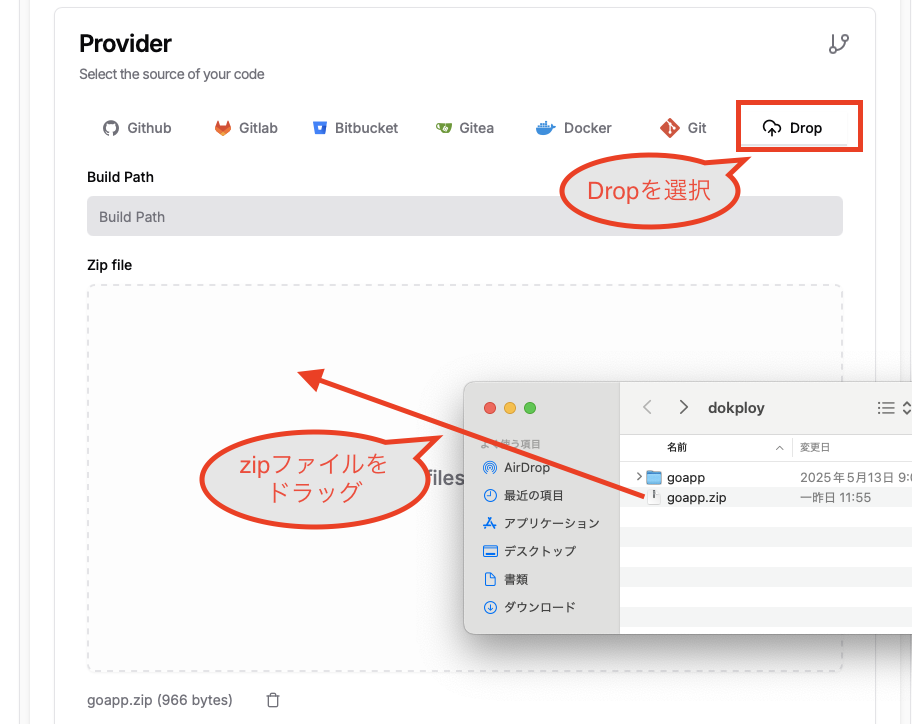 Provider
Select the source of your code
Github
Gitlab
Bitbucket
Gitea
Docker
Git
Drop
Build Path
Dropを選択
Build Path
Zip file
zipファイルを
ドラッグ
files
dokploy
よく使う項目
AirDrop
最近の項目
アプリケーション
デスクトップ
書類
ダウンロード
名前
変更日
goapp
2025年5月13日 9:0
goapp.zip
一昨日 11:55
goapp.zip (966 bytes)